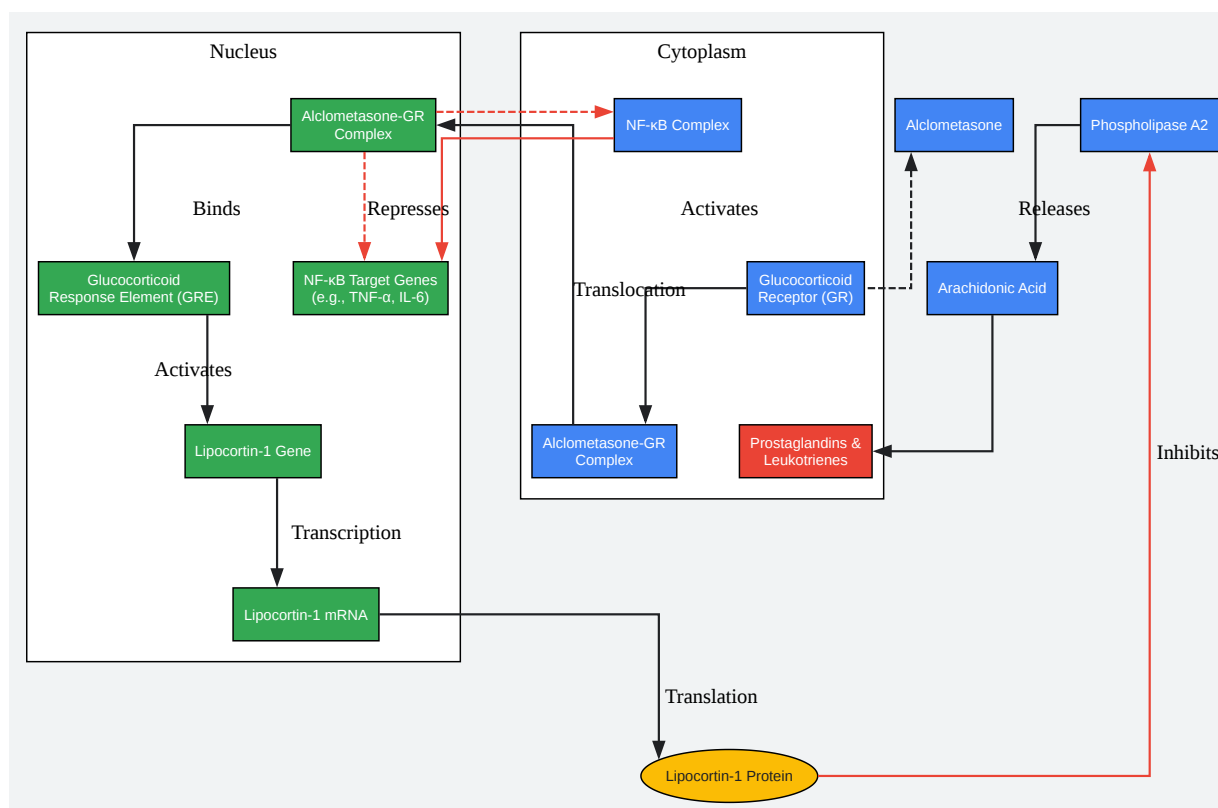 Nucleus
Cytoplasm
Alclometasone-GR
Complex
NF-κB Complex
Alclometasone
Phospholipase A2
Binds
Represses
Activates
Releases
Glucocorticoid
Response Element (GRE)
NF-κB Target Genes
(e.g., TNF-α, IL-6)
Translocation
Glucocorticoid
Receptor (GR)
Arachidonic Acid
Activates
Lipocortin-1 Gene
Alclometasone-GR
Complex
Prostaglandins &
Leukotrienes
Inhibits
Transcription
Lipocortin-1 mRNA
Translation
Lipocortin-1 Protein